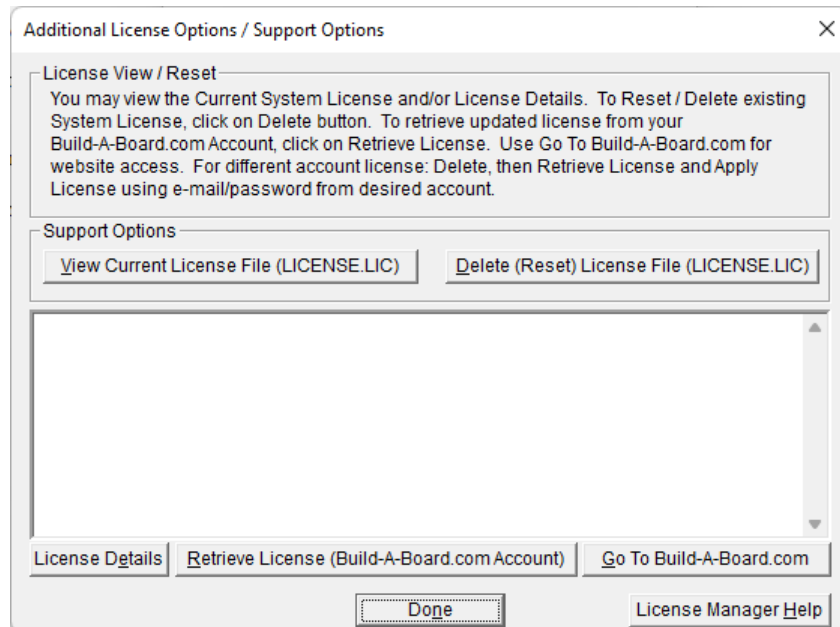 Additional License Options / Support Options
License View / Reset
You may view the Current System License and/or License Details. To Reset / Delete existing
System License, click on Delete button. To retrieve updated license from your
Build-A-Board.com Account, click on Retrieve License. Use Go To Build-A-Board.com for
website access. For different account license: Delete, then Retrieve License and Apply
License using e-mail/password from desired account.
Support Options
View Current License File (LICENSE.LIC)
Delete (Reset) License File (LICENSE.LIC)
License Details
Retrieve License (Build-A-Board.com Account)
Go To Build-A-Board.com
Done
License Manager Help